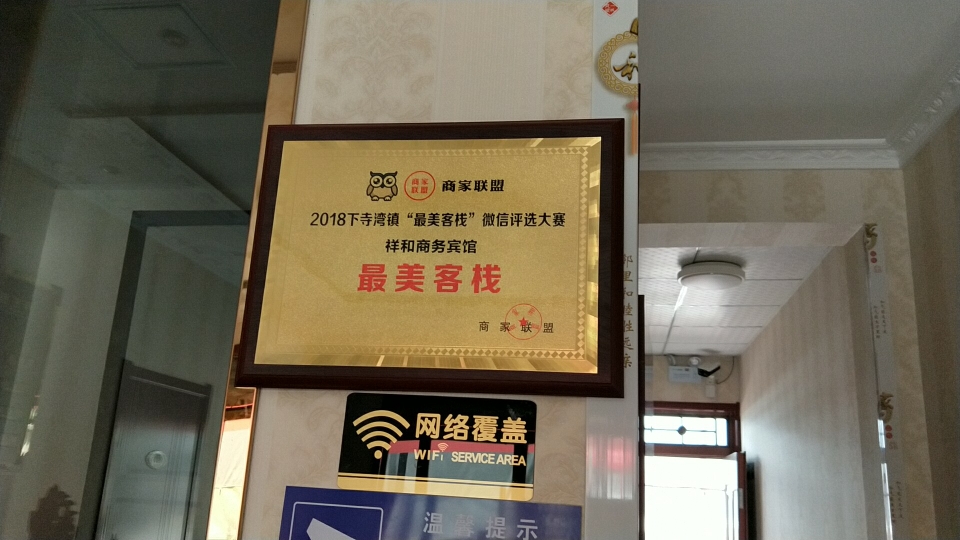 商家联盟 商家联盟
2018下寺湾镇“最美客栈”微信评选大赛
祥和商务宾馆
最美客栈
商家联盟
网络覆盖
WIFI SERVICE AREA
温馨提示